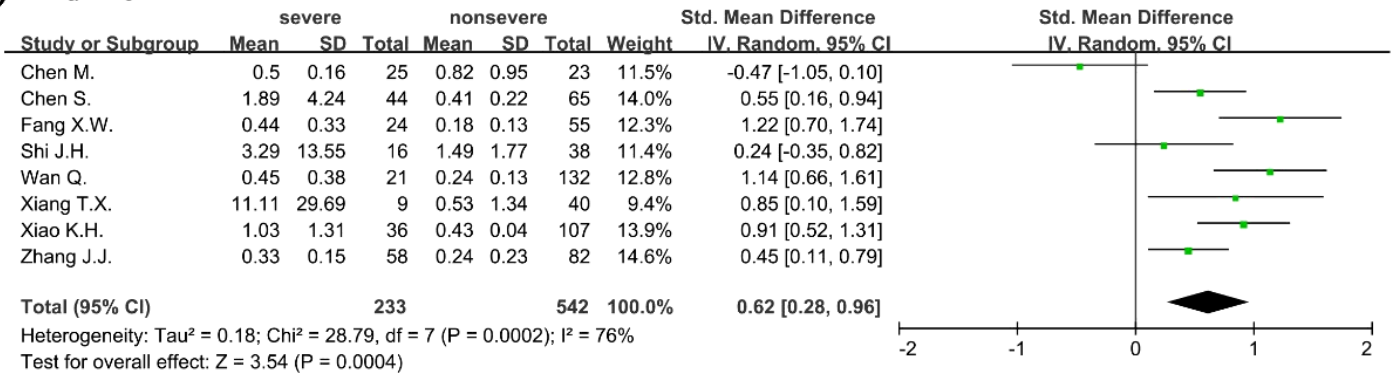 severe nonsevere Std. Mean Difference Std. Mean Difference
Study or Subgroup Mean SD Total Mean SD Total Weight IV, Random, 95% CI IV, Random, 95% CI
Chen M. 0.5 0.16 25 0.82 0.95 23 11.5% -0.47 [-1.05, 0.10]
Chen S. 1.89 4.24 44 0.41 0.22 65 14.0% 0.55 [0.16, 0.94]
Fang X.W. 0.44 0.33 24 0.18 0.13 55 12.3% 1.22 [0.70, 1.74]
Shi J.H. 3.29 13.55 16 1.49 1.77 38 11.4% 0.24 [-0.35, 0.82]
Wan Q. 0.45 0.38 21 0.24 0.13 132 12.8% 1.14 [0.66, 1.61]
Xiang T.X. 11.11 29.69 9 0.53 1.34 40 9.4% 0.85 [0.10, 1.59]
Xiao K.H. 1.03 1.31 36 0.43 0.04 107 13.9% 0.91 [0.52, 1.31]
Zhang J.J. 0.33 0.15 58 0.24 0.23 82 14.6% 0.45 [0.11, 0.79]
Total (95% CI) 233 542 100.0% 0.62 [0.28, 0.96]
Heterogeneity: Tau² = 0.18; Chi² = 28.79, df = 7 (P = 0.0002); I² = 76%
Test for overall effect: Z = 3.54 (P = 0.0004)
-2 -1 0 1 2